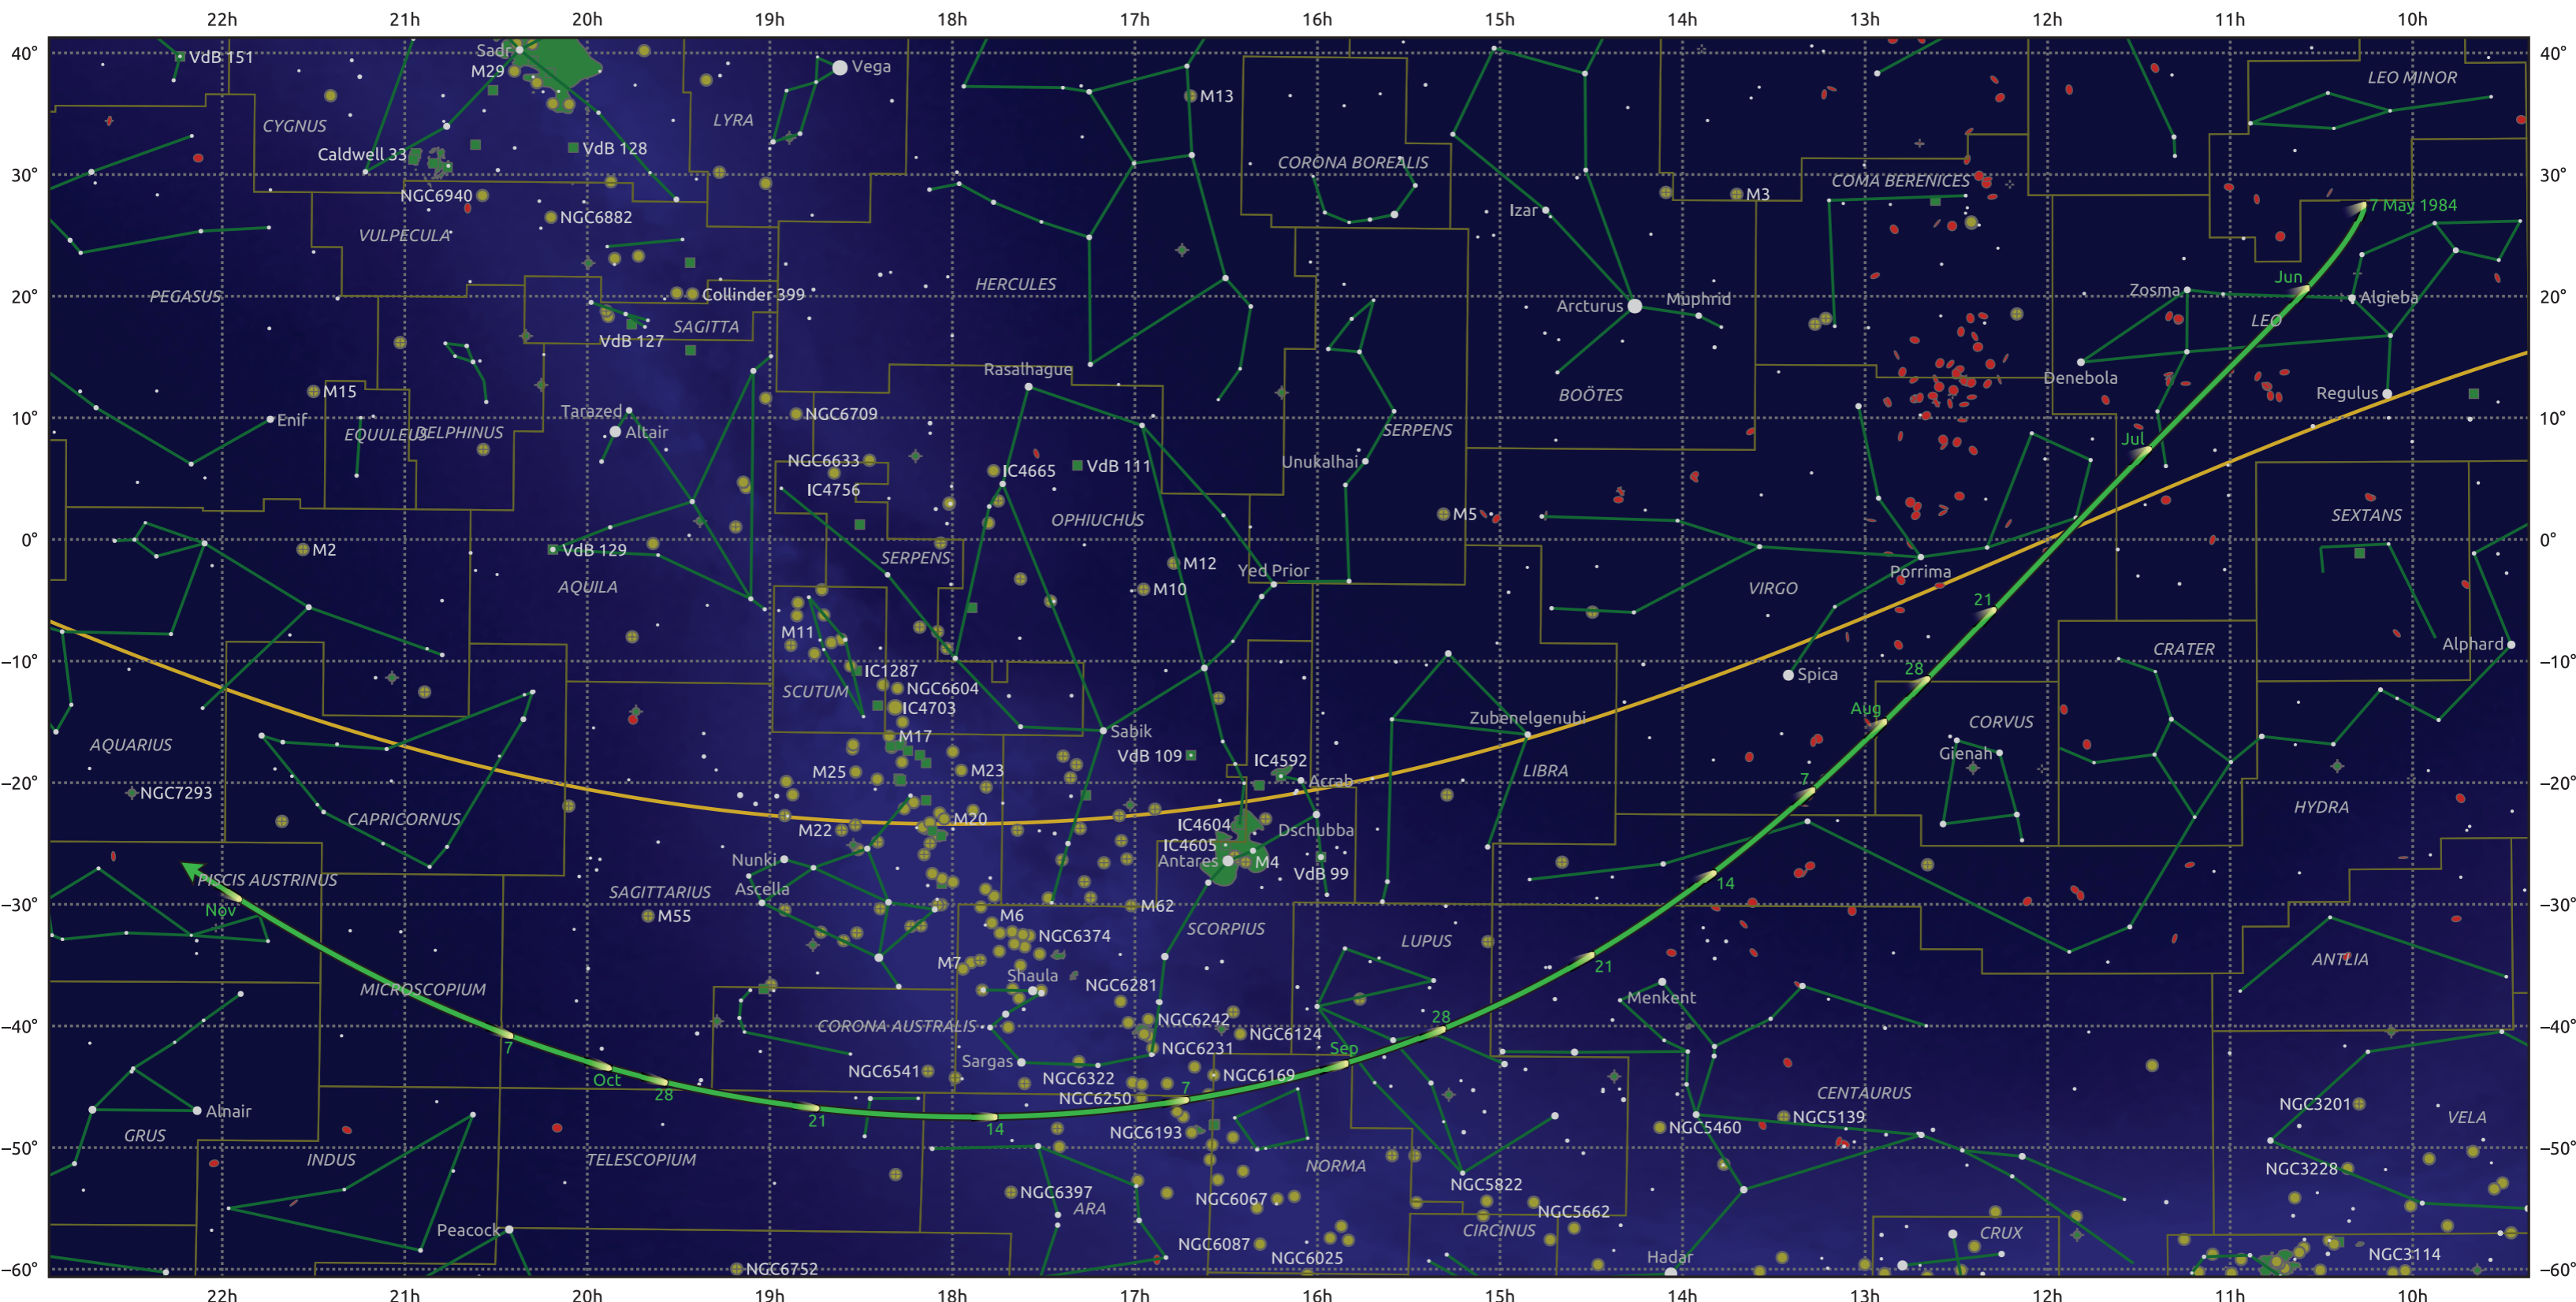 22h 21h 20h 19h 18h 17h 16h 15h 14h 13h 12h 11h 10h
40° Sadr 40°
VdB 151 Vega
M29 LEO MINOR
M13
CYGNUS LYRA
Caldwell 33 VdB 128 CORONA BOREALIS
30° COMA BERENICES 30°
NGC6940 M3
NGC6882 Izar 7 May 1984
VULPECULA
HERCULES Jun
PEGASUS Collinder 399 Arcturus Muphrid Zosma Algieba
20° 20°
SAGITTA LEO
VdB 127
Rasalhague
Denebola
M15 BOÖTES Regulus
10° Tarazed NGC6709 10°
Enif EQUULEUS DELPHINUS Altair SERPENS
Jul
NGC6633 IC4665 VdB 111 Unukalhai
IC4756
OPHIUCHUS M5 SEXTANS
0° M2 VdB 129 0°
SERPENS M12 Yed Prior Porrima
AQUILA M10 VIRGO
21
M11 CRATER Alphard
−10° −10°
IC1287 28
SCUTUM NGC6604 Spica
IC4703 Aug
Zubenelgenubi CORVUS
AQUARIUS M17 Sabik
VdB 109 IC4592 Gienah
M25 M23 LIBRA
−20° Acrab 7 −20°
NGC7293 HYDRA
CAPRICORNUS M20
M22 IC4604 Dschubba
IC4605
Nunki Antares M4
PISCIS AUSTRINUS VdB 99
SAGITTARIUS Ascella 14
−30° Nov M62 −30°
M55 M6
NGC6374 SCORPIUS LUPUS
M7 21 ANTLIA
Shaula
MICROSCOPIUM NGC6281 Menkent
−40° CORONA AUSTRALIS NGC6242 28 −40°
NGC6124
7 NGC6231 Sep
Sargas
NGC6541 NGC6322 NGC6169
Oct 7 CENTAURUS
28 NGC6250 NGC3201
Alnair 21 NGC5139 VELA
14 NGC6193 NGC5460
GRUS
−50° INDUS TELESCOPIUM NORMA −50°
NGC3228
NGC6397 NGC6067 NGC5822
ARA NGC5662
Peacock CIRCINUS CRUX
NGC6087
NGC6025 Hadar NGC3114
−60° NGC6752 −60°
22h 21h 20h 19h 18h 17h 16h 15h 14h 13h 12h 11h 10h